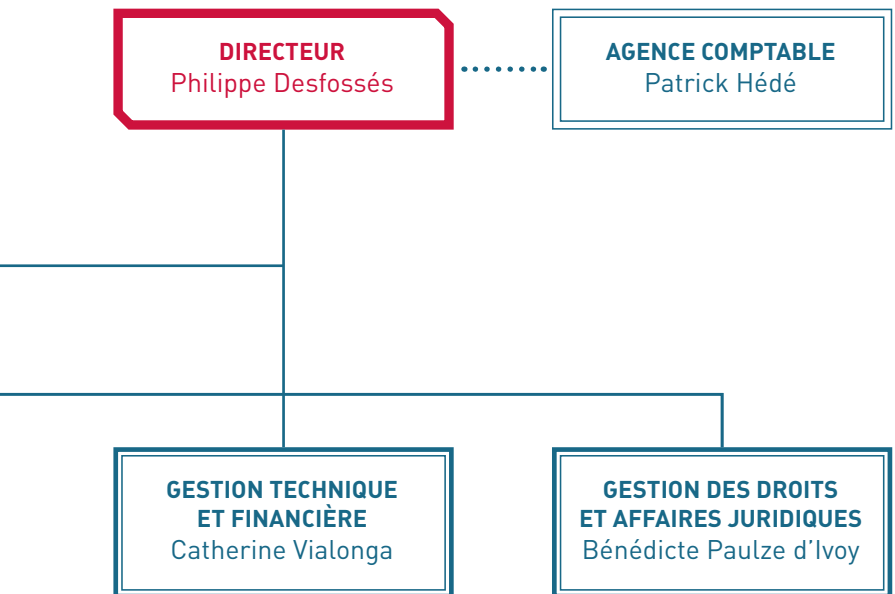 DIRECTEUR
Philippe Desfossés
AGENCE COMPTABLE
Patrick Hédé
GESTION TECHNIQUE
ET FINANCIÈRE
Catherine Vialonga
GESTION DES DROITS
ET AFFAIRES JURIDIQUES
Bénédicte Paulze d’Ivoy